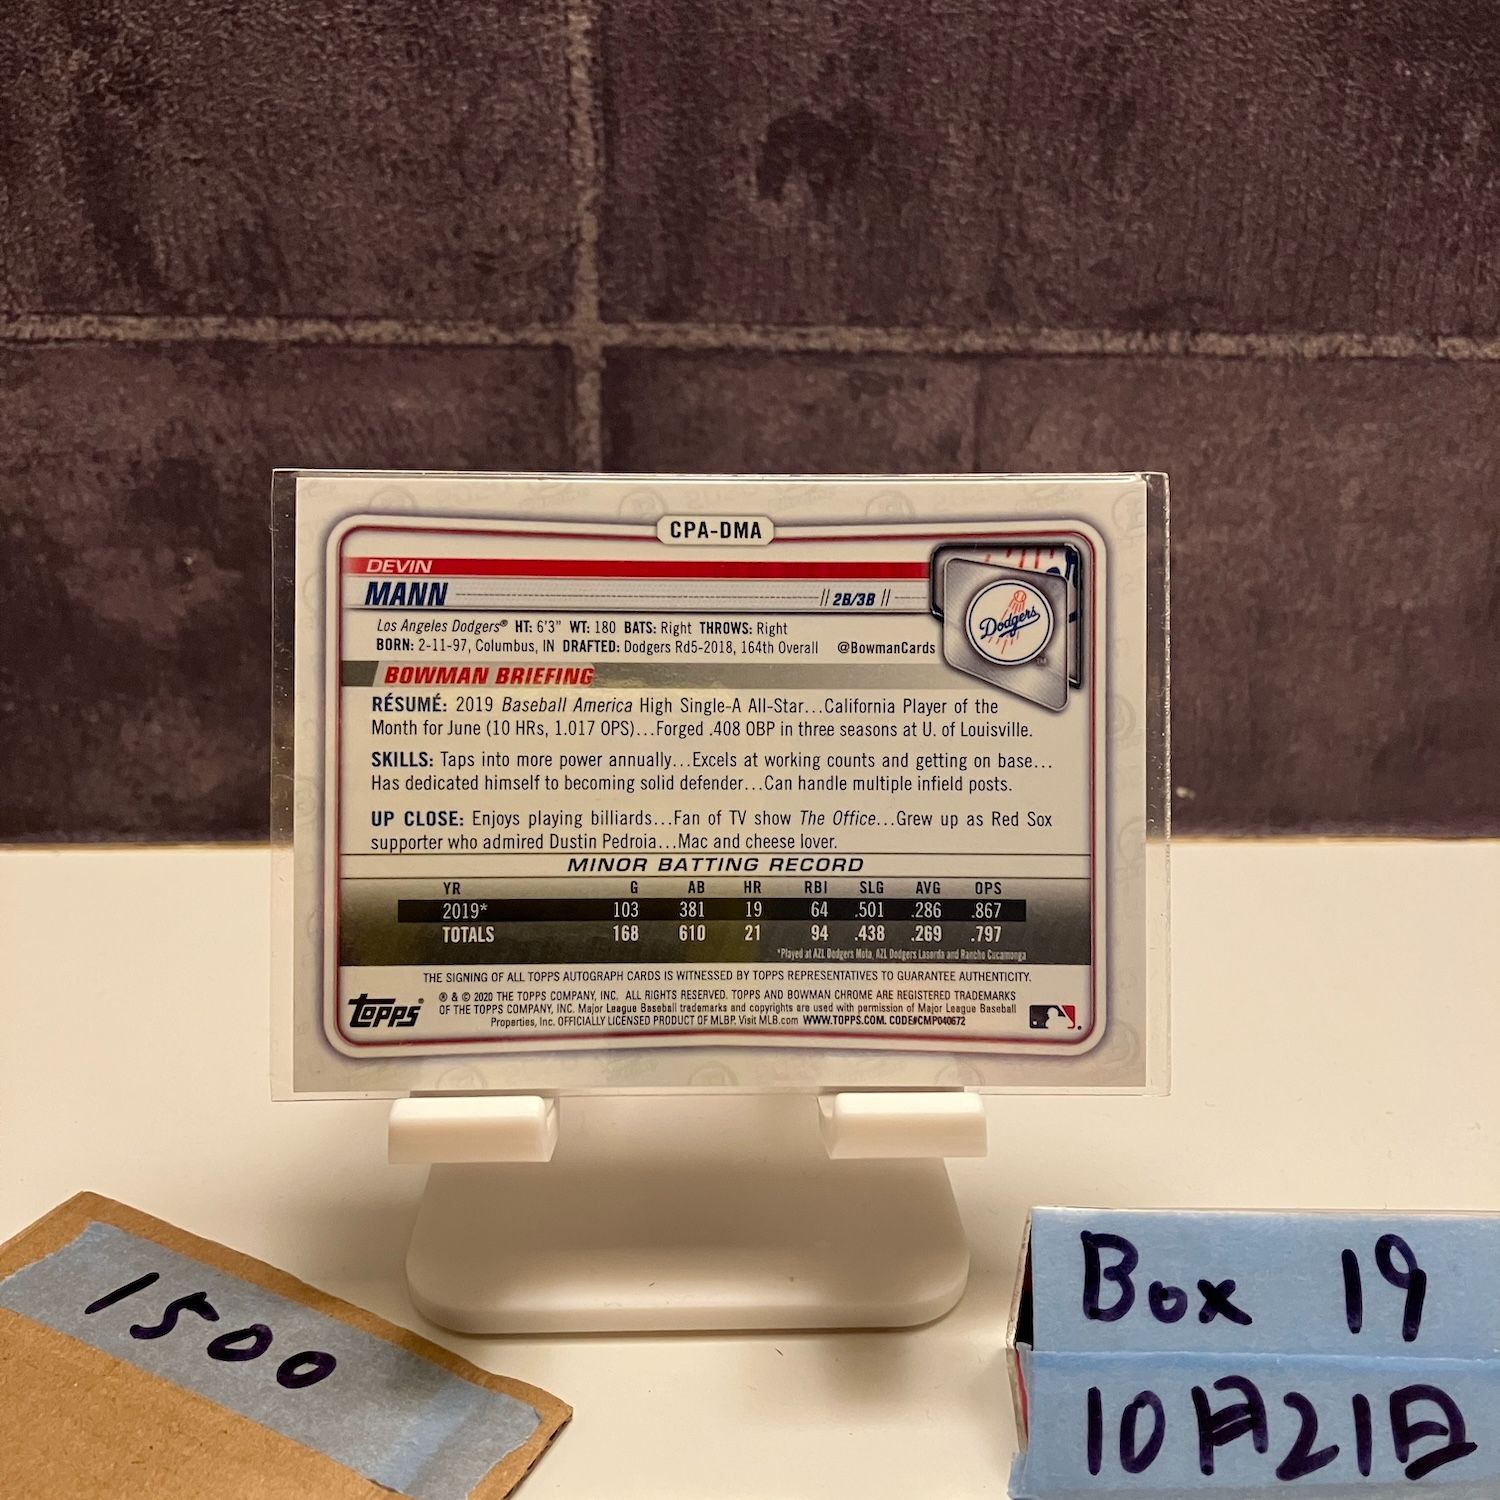 CPA-DMA
DEVIN
MANN // 2B/3B //
Dodgers
Los Angeles Dodgers® HT: 6'3" WT: 180 BATS: Right THROWS: Right
BORN: 2-11-97, Columbus, IN DRAFTED: Dodgers Rd5-2018, 164th Overall @BowmanCards
BOWMAN BRIEFING
RÉSUMÉ: 2019 Baseball America High Single-A All-Star...California Player of the
Month for June (10 HRs, 1.017 OPS)...Forged .408 OBP in three seasons at U. of Louisville.
SKILLS: Taps into more power annually...Excels at working counts and getting on base...
Has dedicated himself to becoming solid defender...Can handle multiple infield posts.
UP CLOSE: Enjoys playing billiards...Fan of TV show The Office...Grew up as Red Sox
supporter who admired Dustin Pedroia...Mac and cheese lover.
MINOR BATTING RECORD
YR G AB HR RBI SLG AVG OPS
2019* 103 381 19 64 .501 .286 .867
TOTALS 168 610 21 94 .438 .269 .797
*Played at AZL Dodgers Mota, AZL Dodgers Lasorda and Rancho Cucamonga
THE SIGNING OF ALL TOPPS AUTOGRAPH CARDS IS WITNESSED BY TOPPS REPRESENTATIVES TO GUARANTEE AUTHENTICITY.
Topps®
® & © 2020 THE TOPPS COMPANY, INC. ALL RIGHTS RESERVED. TOPPS AND BOWMAN CHROME ARE REGISTERED TRADEMARKS
OF THE TOPPS COMPANY, INC. Major League Baseball trademarks and copyrights are used with permission of Major League Baseball
Properties, Inc. OFFICIALLY LICENSED PRODUCT OF MLBP. Visit MLB.com WWW.TOPPS.COM. CODE#CMP040672
1500
Box 19
10月21日